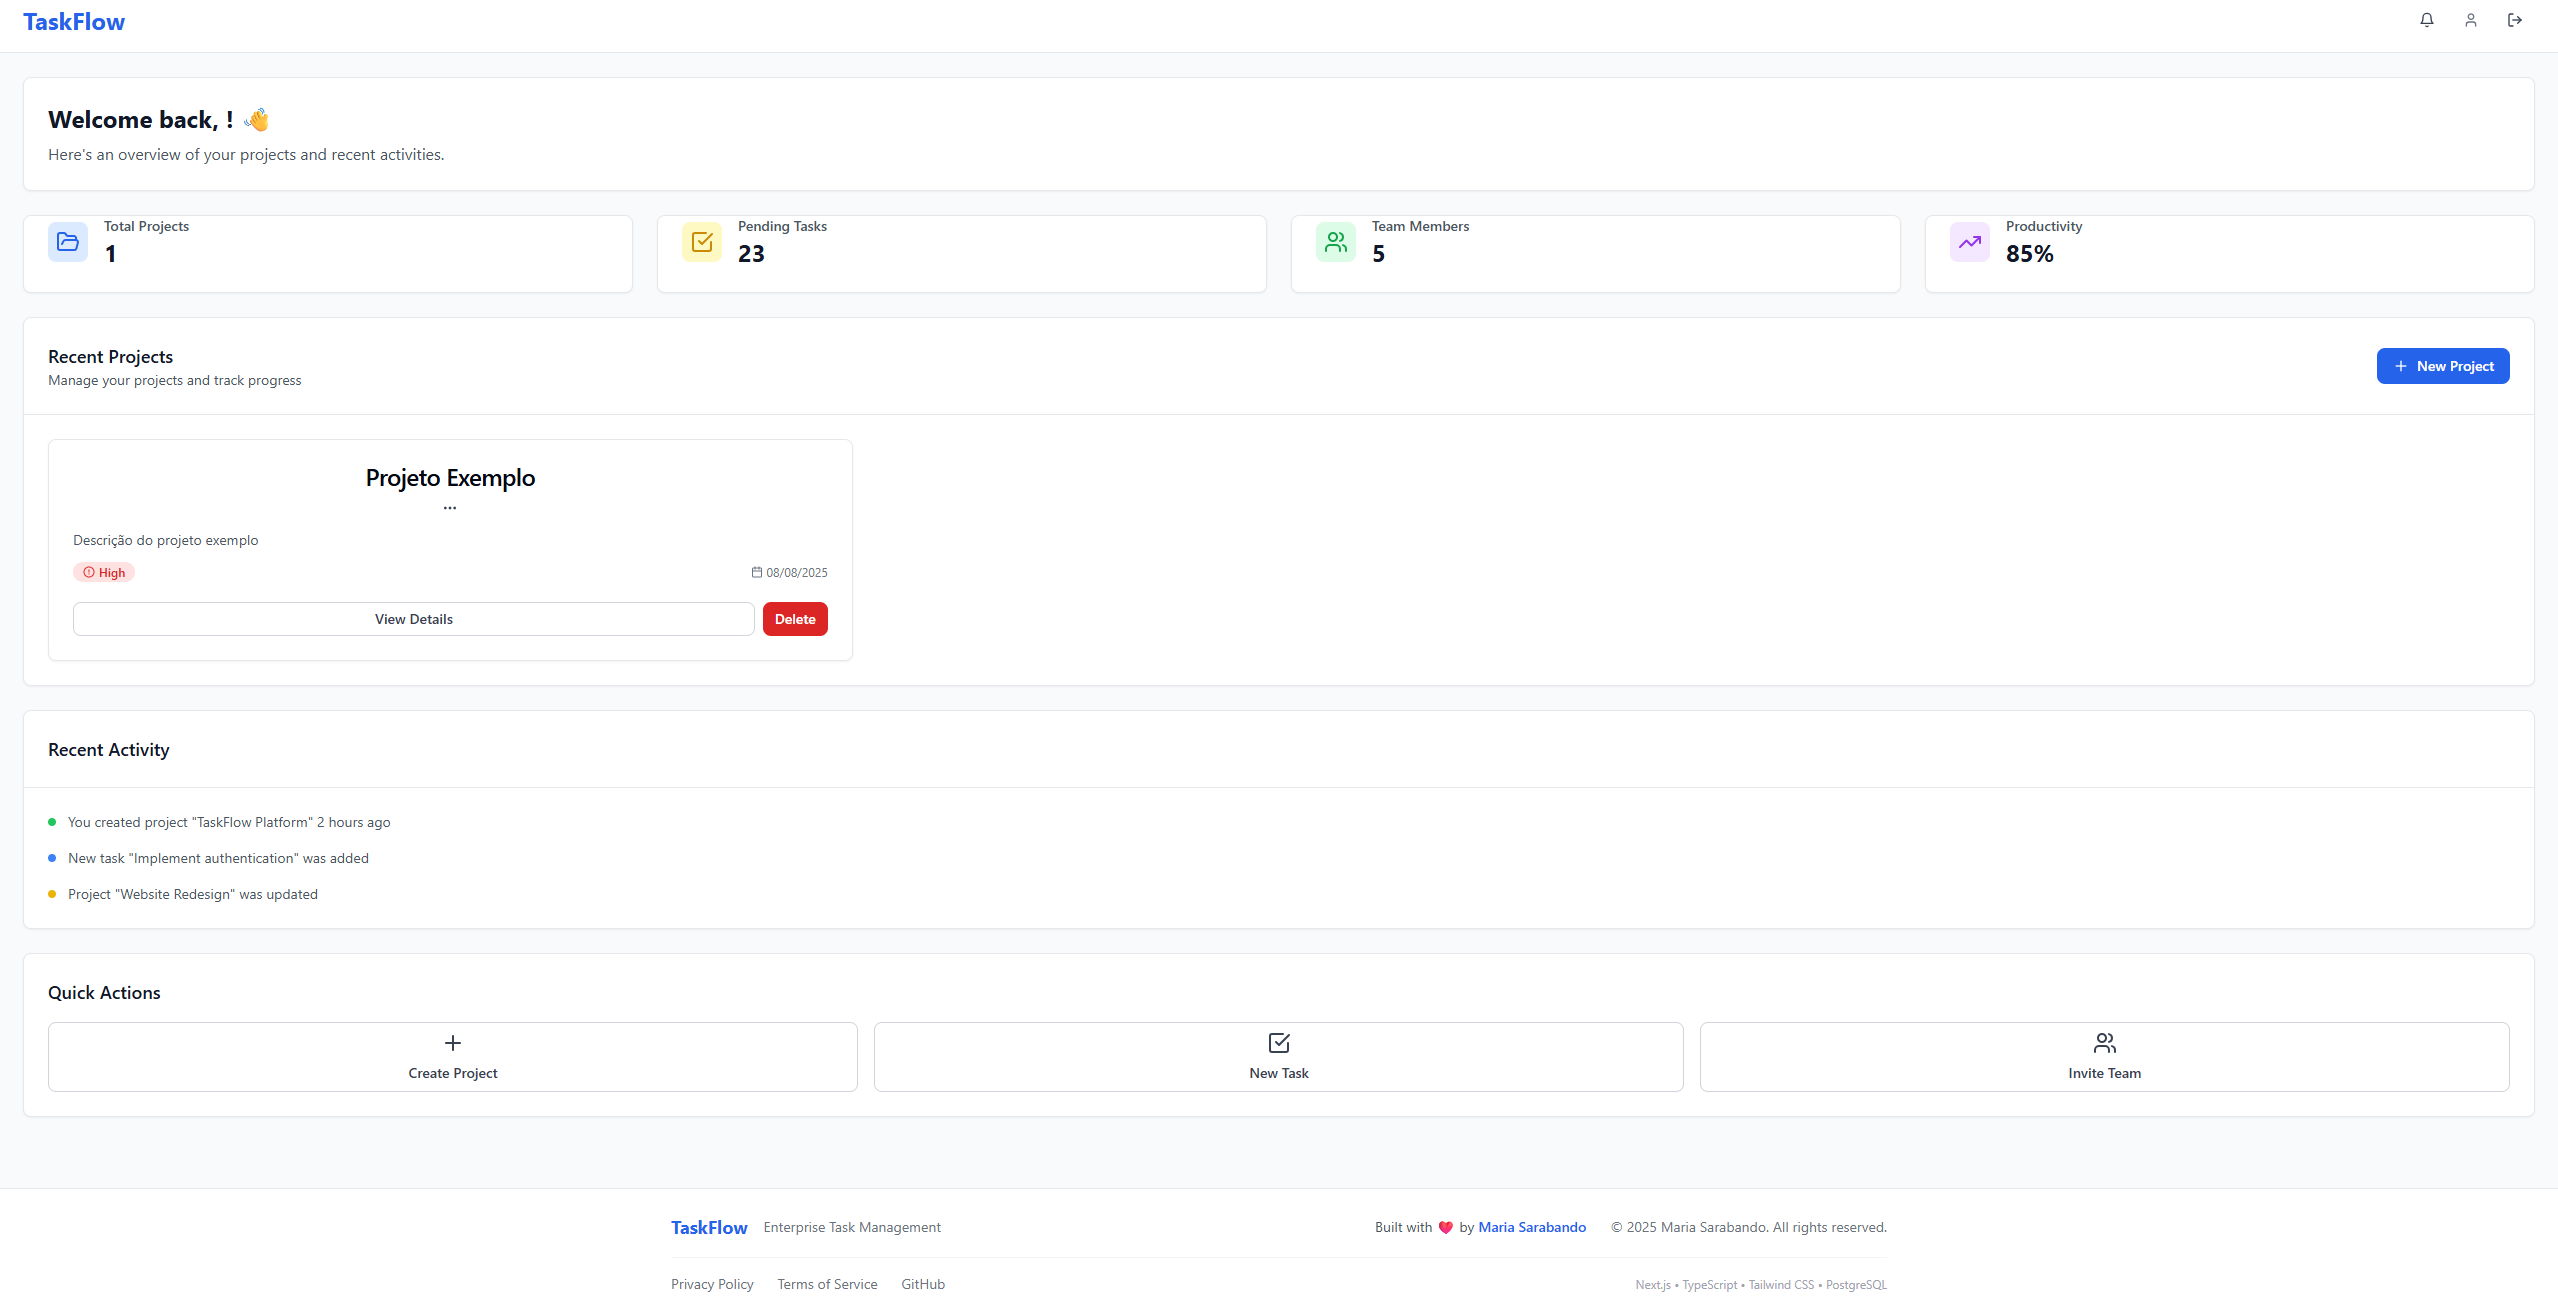 TaskFlow
Welcome back, ! 👋
Here's an overview of your projects and recent activities.
Total Projects
1
Pending Tasks
23
Team Members
5
Productivity
85%
Recent Projects
Manage your projects and track progress
New Project
Projeto Exemplo
...
Descrição do projeto exemplo
High
08/08/2025
View Details
Delete
Recent Activity
You created project "TaskFlow Platform" 2 hours ago
New task "Implement authentication" was added
Project "Website Redesign" was updated
Quick Actions
Create Project
New Task
Invite Team
TaskFlow Enterprise Task Management
Built with ❤️ by Maria Sarabando © 2025 Maria Sarabando. All rights reserved.
Privacy Policy Terms of Service GitHub
Next.js • TypeScript • Tailwind CSS • PostgreSQL